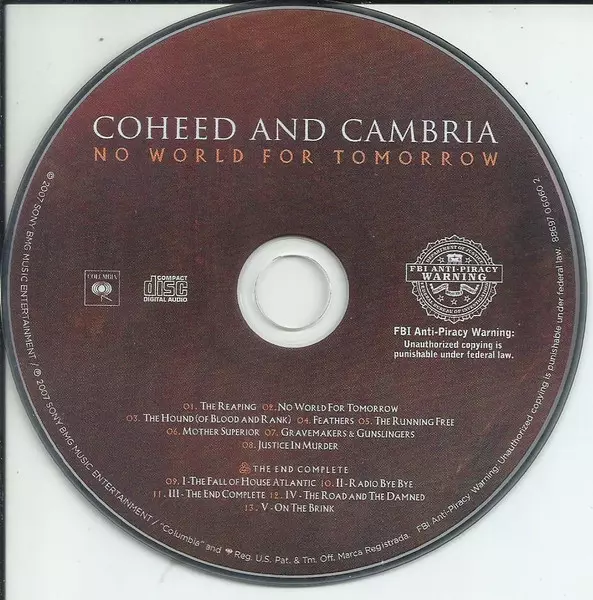 COHEED AND CAMBRIA
NO WORLD FOR TOMORROW
COLUMBIA
COMPACT
disc
DIGITAL AUDIO
FBI ANTI-PIRACY
WARNING
FBI Anti-Piracy Warning:
Unauthorized copying is
punishable under federal law.
01. THE REAPING 02. NO WORLD FOR TOMORROW
03. THE HOUND (OF BLOOD AND RANK) 04. FEATHERS 05. THE RUNNING FREE
06. MOTHER SUPERIOR 07. GRAVEMAKERS & GUNSLINGERS
08. JUSTICE IN MURDER
THE END COMPLETE
09. I-THE FALL OF HOUSE ATLANTIC 10. II-RADIO BYE BYE
11. III - THE END COMPLETE 12. IV - THE ROAD AND THE DAMNED
13. V - ON THE BRINK
© 2007 SONY BMG MUSIC ENTERTAINMENT / ℗ 2007 SONY BMG MUSIC ENTERTAINMENT / "Columbia" and Reg. U.S. Pat. & Tm. Off. Marca Registrada. FBI Anti-Piracy Warning: Unauthorized copying is punishable under federal law. 88697 06060 2